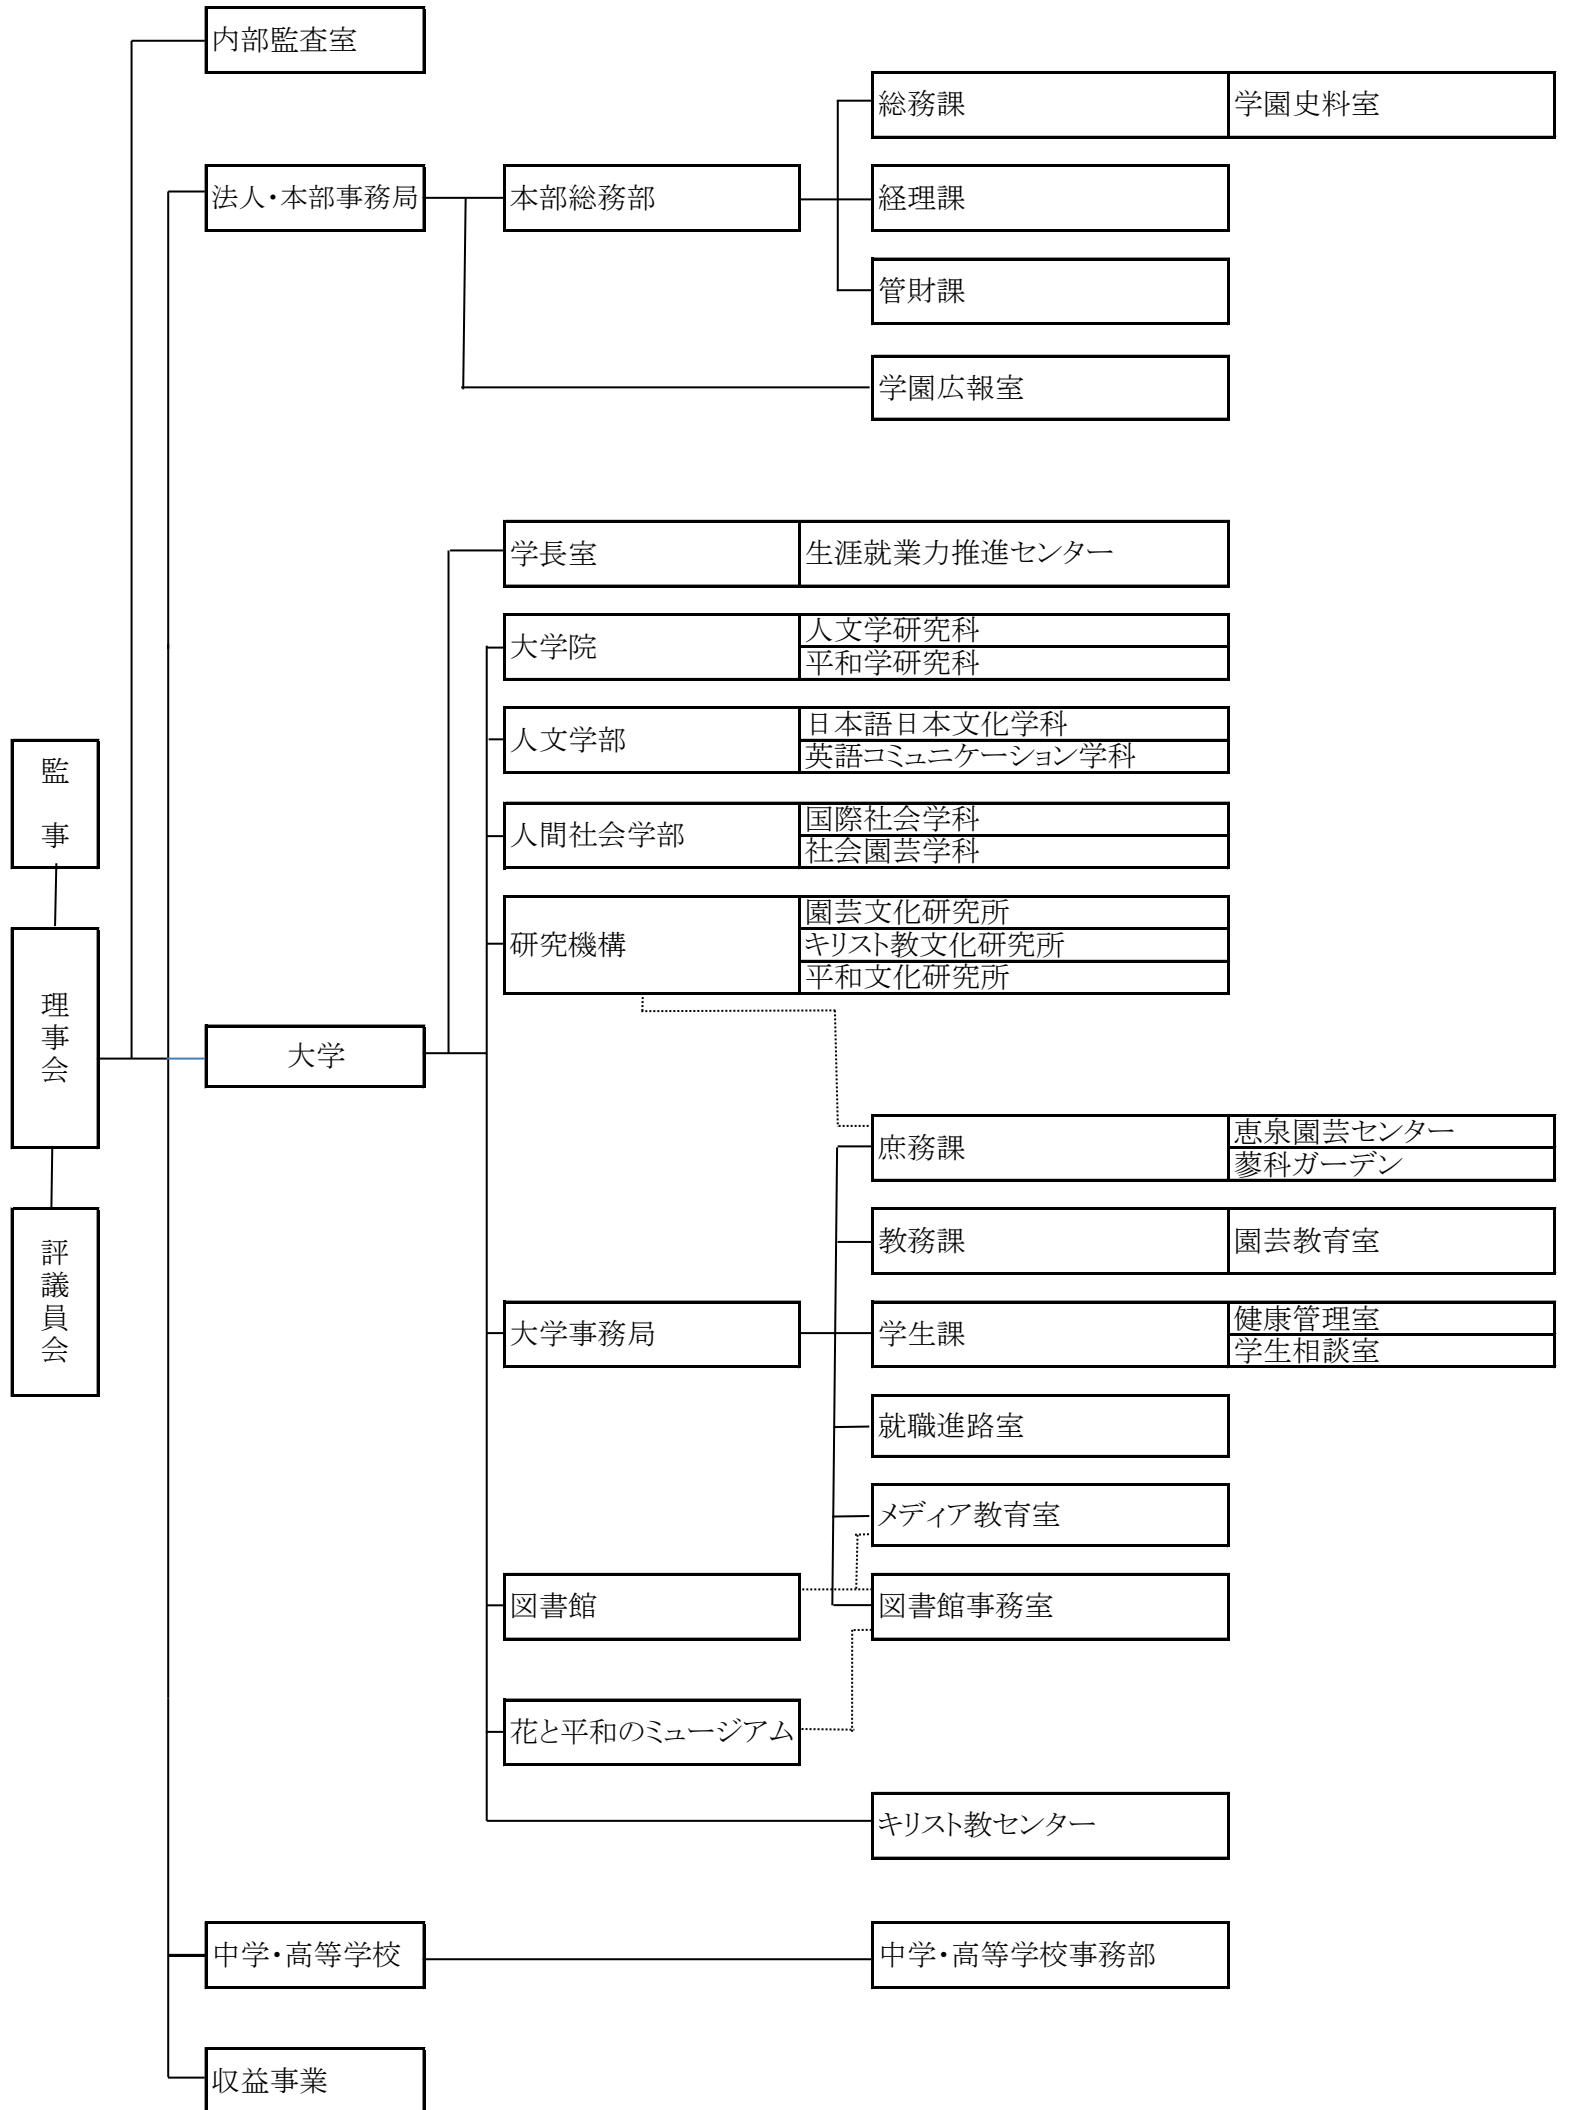 内部監査室
総務課
学園史料室
法人・本部事務局
本部総務部
経理課
管財課
学園広報室
学長室
生涯就業力推進センター
大学院
人文学研究科
平和学研究科
人文学部
日本語日本文化学科
英語コミュニケーション学科
監事
人間社会学部
国際社会学科
社会園芸学科
研究機構
園芸文化研究所
キリスト教文化研究所
平和文化研究所
理事会
大学
庶務課
恵泉園芸センター
蓼科ガーデン
評議員会
教務課
園芸教育室
大学事務局
学生課
健康管理室
学生相談室
就職進路室
メディア教育室
図書館
図書館事務室
花と平和のミュージアム
キリスト教センター
中学・高等学校
中学・高等学校事務部
収益事業